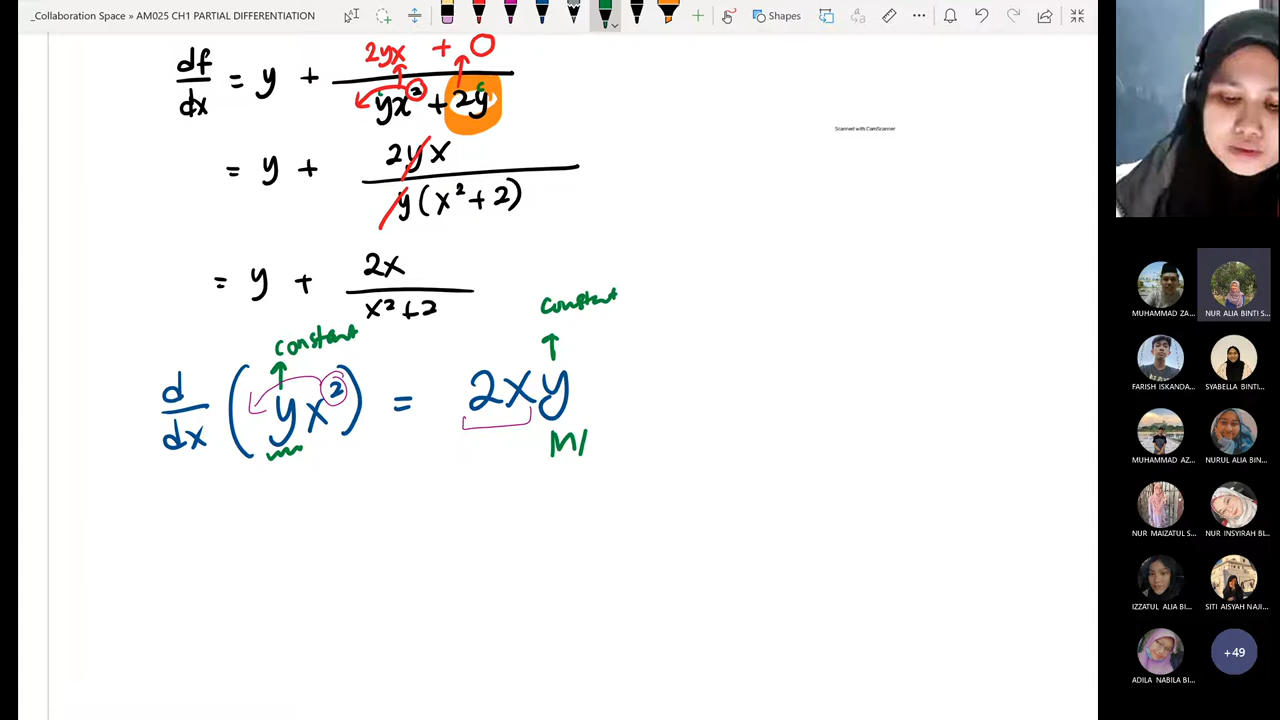 _Collaboration Space » AM025 CH1 PARTIAL DIFFERENTIATION
Shapes
df/dx = y + (2yx + 0)/(yx² + 2y)
= y + 2yx/(y(x² + 2))
= y + 2x/(x² + 2)
Scanned with CamScanner
constant
constant
d/dx (yx²) = 2xy
MUHAMMAD ZA...
NUR ALIA BINTI S...
FARISH ISKANDA...
SYABELLA BINTI...
MUHAMMAD AZ...
NURUL ALIA BIN...
NUR MAIZATUL S...
NUR INSYIRAH BI...
IZZATUL ALIA BI...
SITI AISYAH NAJI...
ADILA NABILA BI...
+49